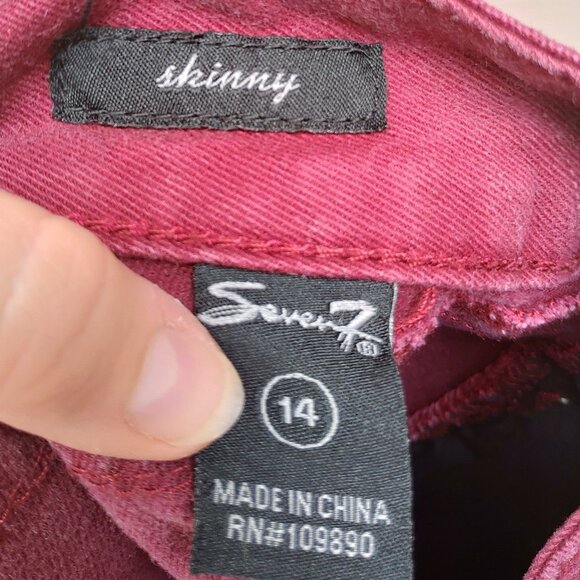 skinny
Seven7
14
MADE IN CHINA
RN#109890